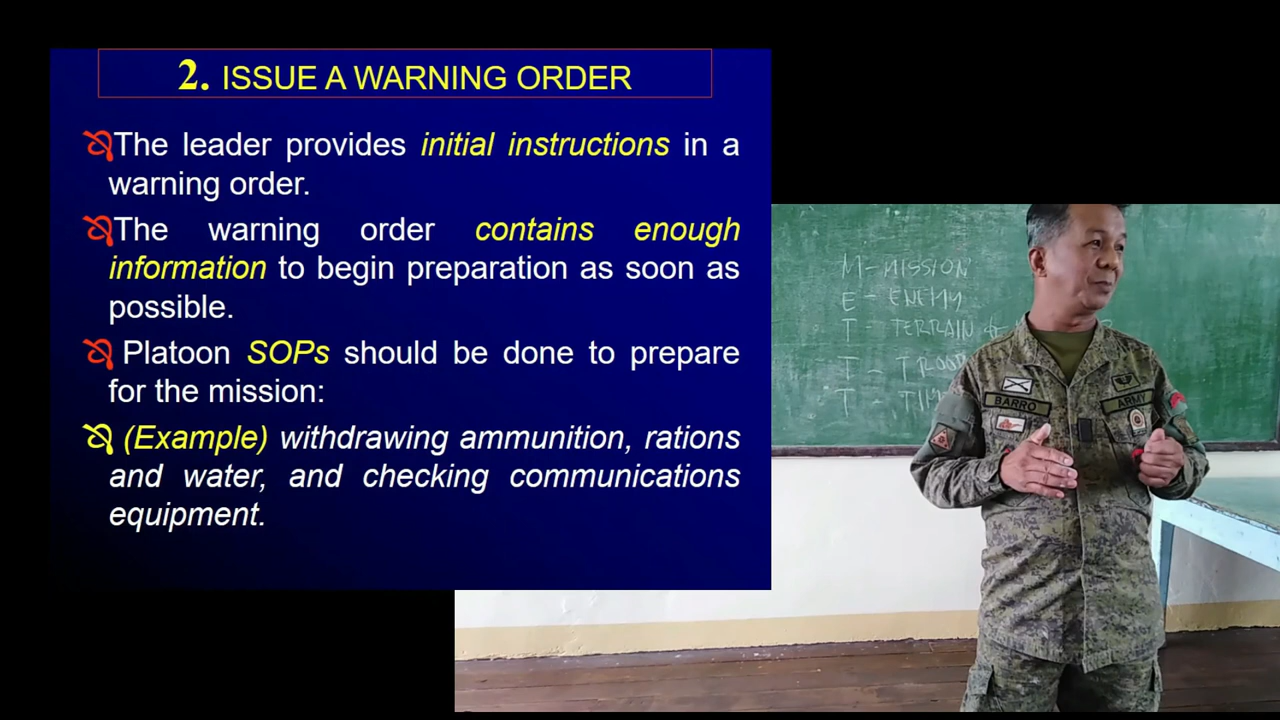 2. ISSUE A WARNING ORDER
The leader provides initial instructions in a
warning order.
The warning order contains enough
information to begin preparation as soon as
possible.
Platoon SOPs should be done to prepare
for the mission:
(Example) withdrawing ammunition, rations
and water, and checking communications
equipment.
M - MISSION
E - ENEMY
T - TERRAIN &
T - TROOP
T - TIM
BARRO
ARMY